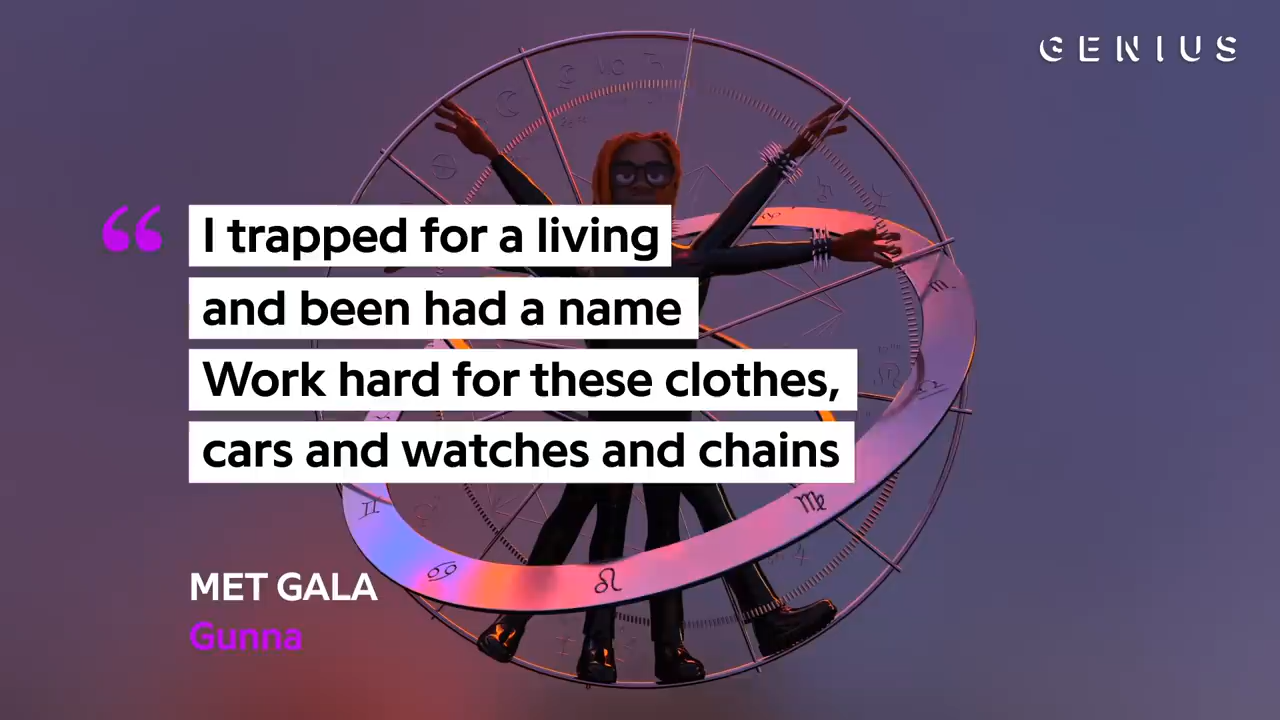 GENIUS
“ I trapped for a living
and been had a name
Work hard for these clothes,
cars and watches and chains
MET GALA
Gunna